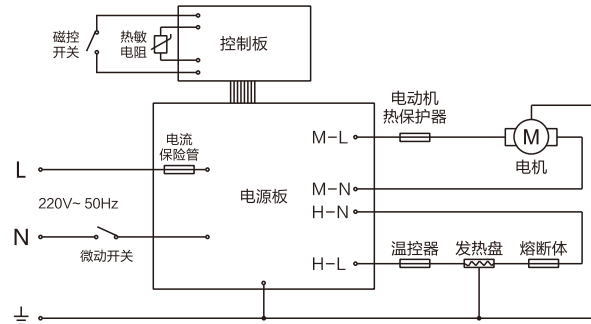 磁控
开关
热敏
电阻
控制板
电动机
热保护器
M
电机
电流
保险管
M-L
电源板
M-N
H-N
H-L
温控器
发热盘
熔断体
L
220V~ 50Hz
N
微动开关